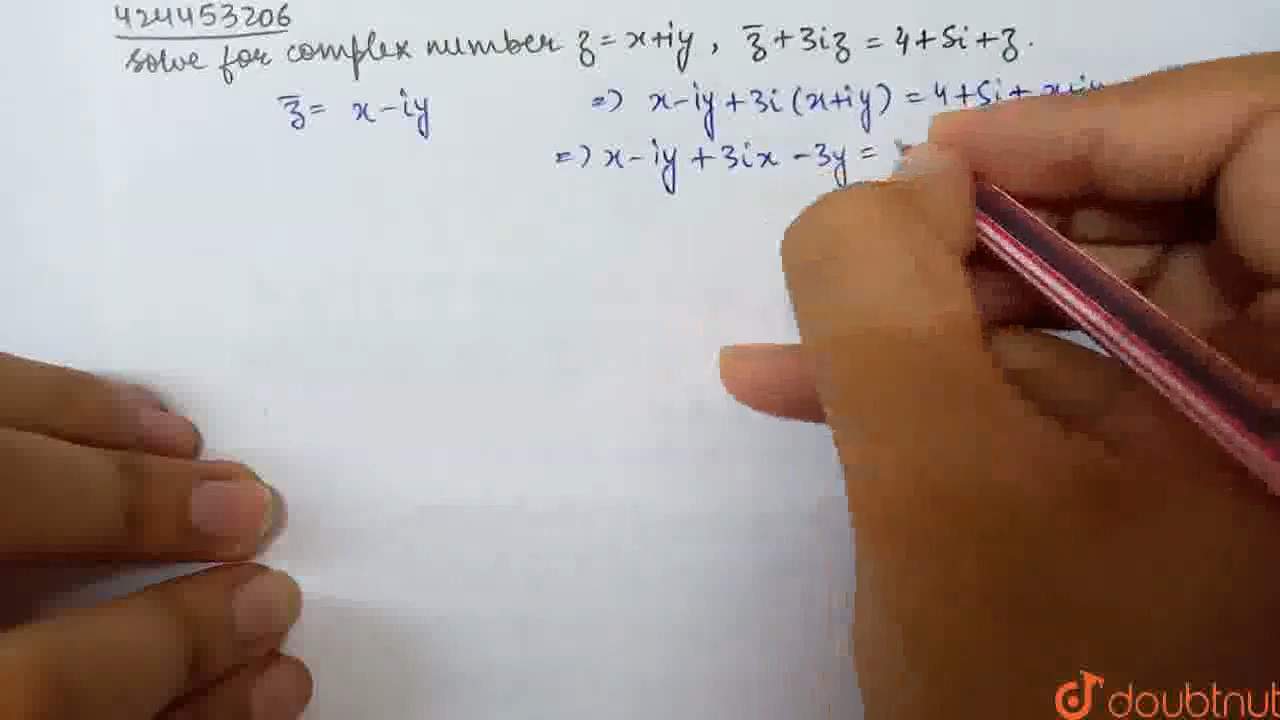 424453206
solve for complex number z = x+iy, z̄ + 3iz = 4 + 5i + z.
z̄ = x - iy
=> x - iy + 3i (x+iy) = 4 + 5i + x+iy
=> x - iy + 3ix - 3y =
doubtnut